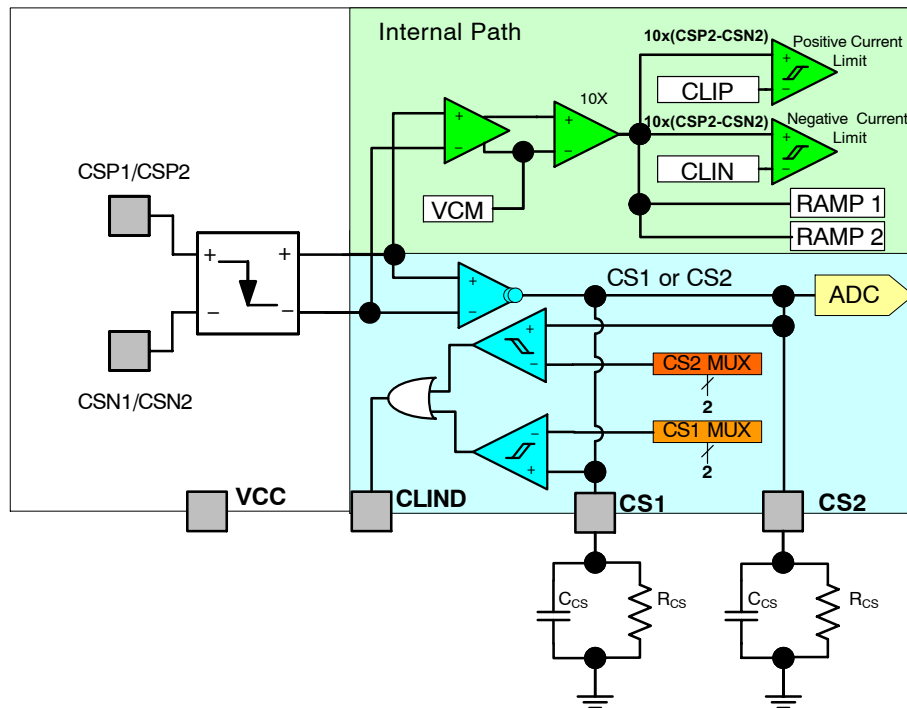 Internal Path
10x(CSP2-CSN2)
Positive Current
Limit
CLIP
10X
+
−
+
−
+
−
10x(CSP2-CSN2)
Negative Current
Limit
+
−
CLIN
VCM
RAMP 1
RAMP 2
CSP1/CSP2
+
+
−
−
CSN1/CSN2
+
−
CS1 or CS2
ADC
+
−
CS2 MUX
2
−
+
CS1 MUX
2
VCC
CLIND
CS1
CS2
CCS
RCS
CCS
RCS